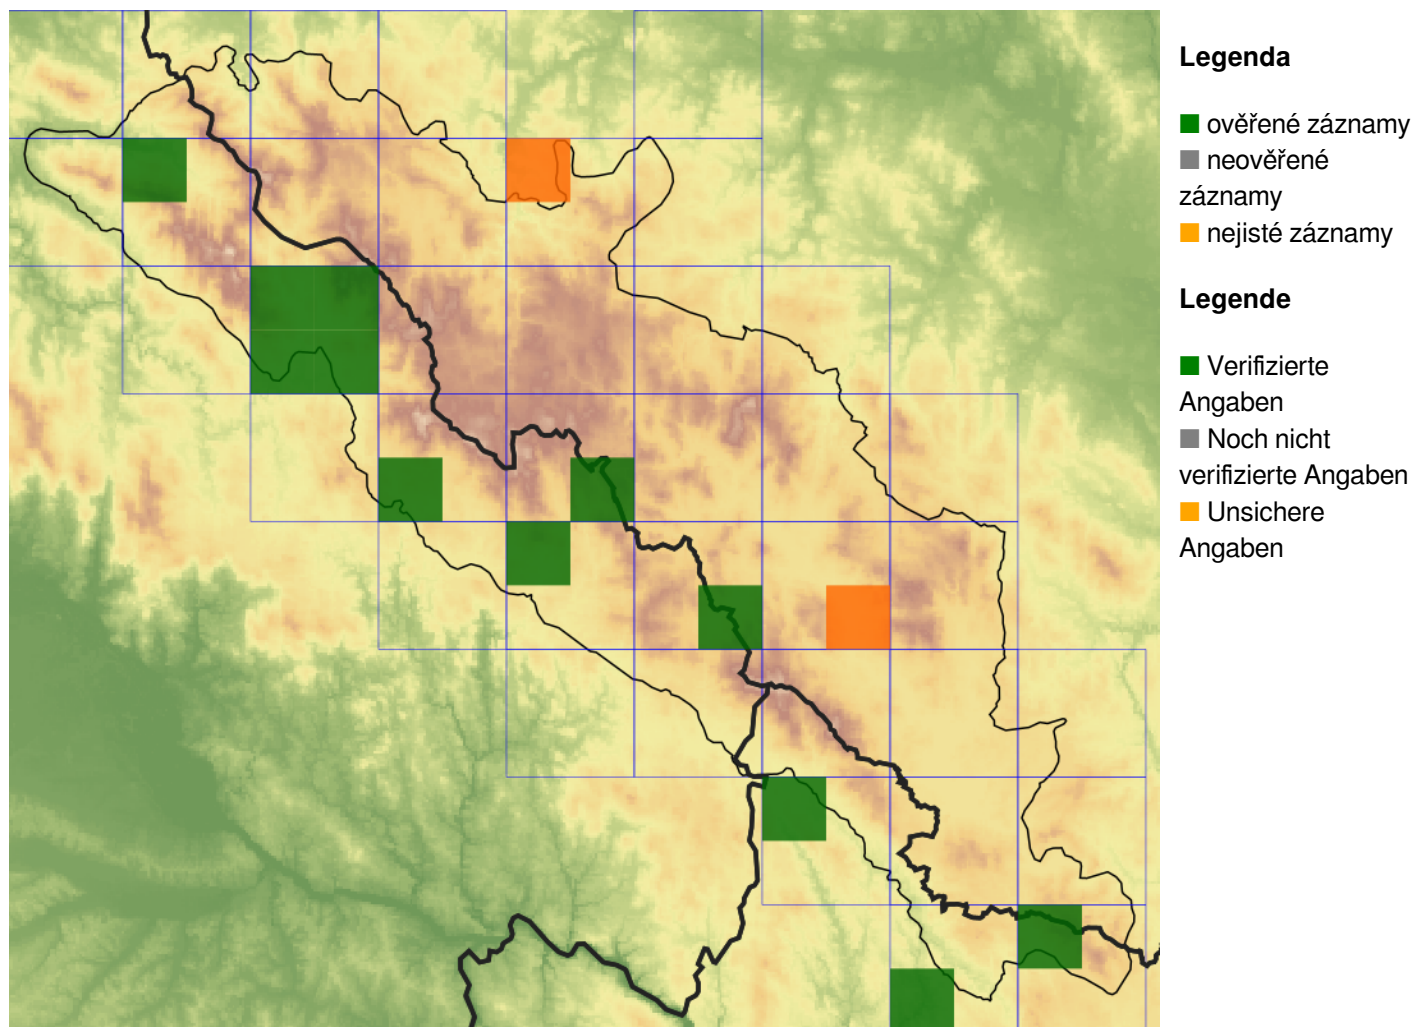 Legenda
ověřené záznamy
neověřené
záznamy
nejisté záznamy
Legende
Verifizierte
Angaben
Noch nicht
verifizierte Angaben
Unsichere
Angaben